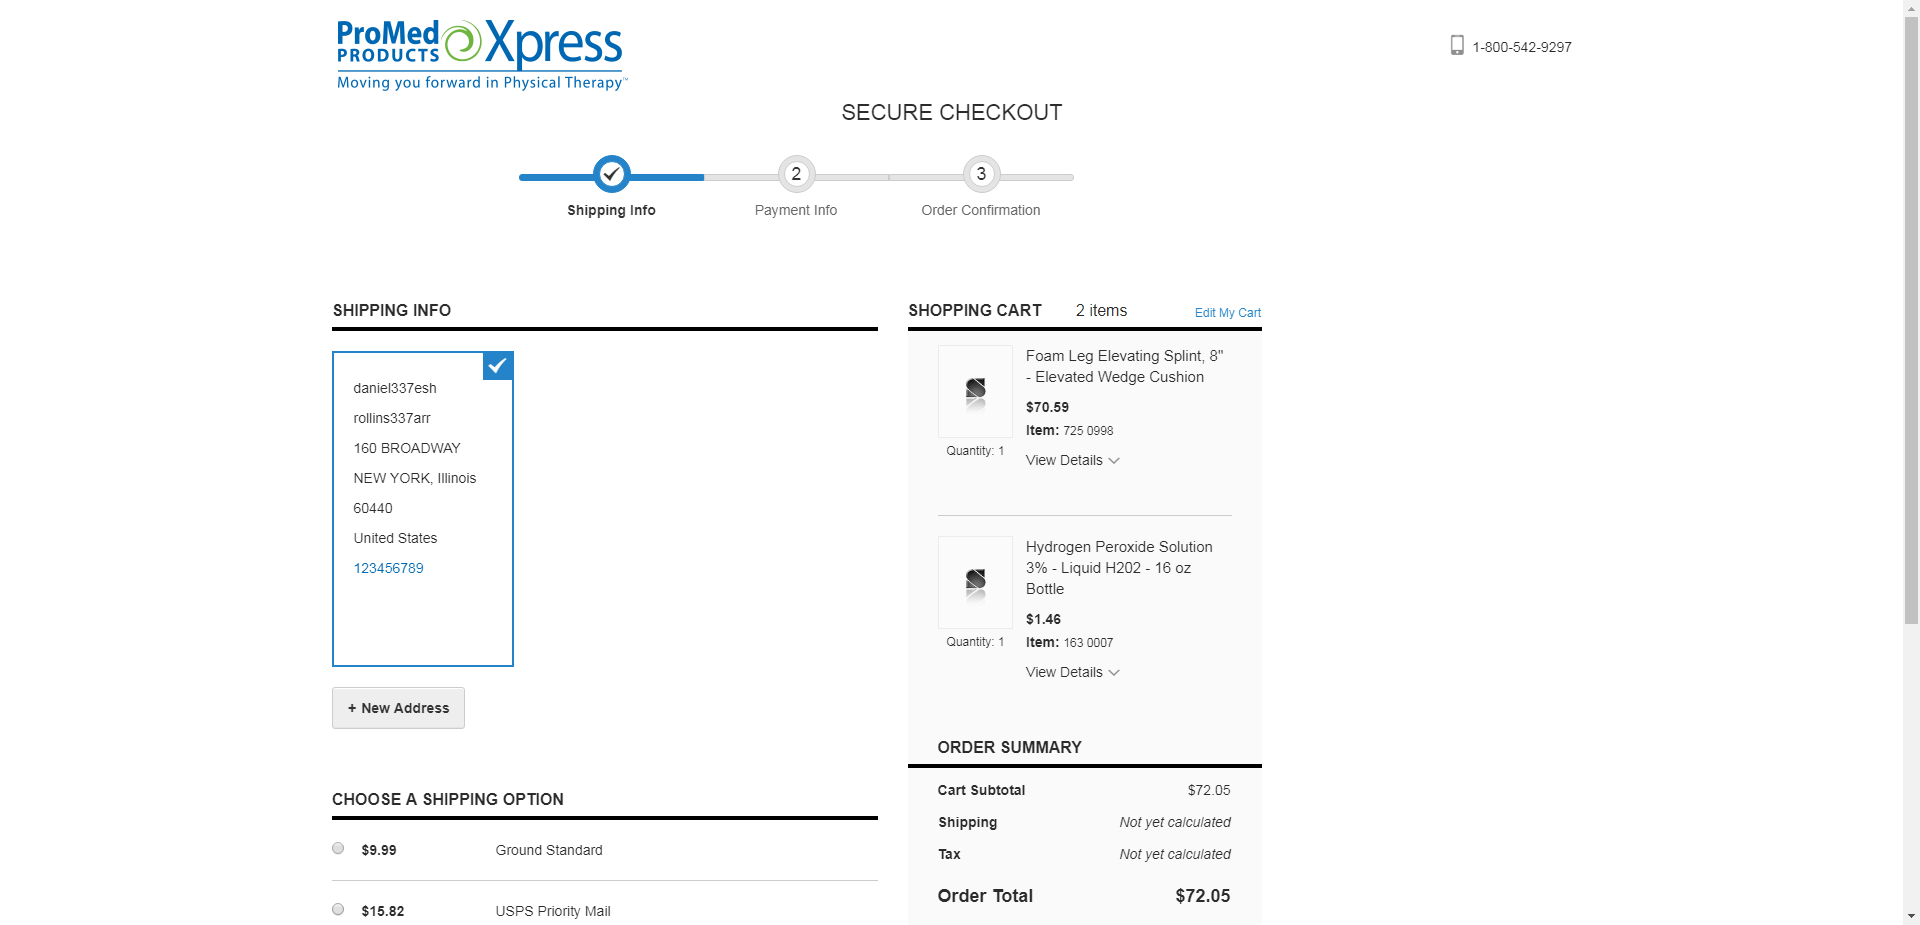 ProMed Xpress
PRODUCTS
Moving you forward in Physical Therapy™
1-800-542-9297
SECURE CHECKOUT
2
3
Shipping Info
Payment Info
Order Confirmation
SHIPPING INFO
daniel337esh
rollins337arr
160 BROADWAY
NEW YORK, Illinois
60440
United States
123456789
+ New Address
CHOOSE A SHIPPING OPTION
$9.99 Ground Standard
$15.82 USPS Priority Mail
SHOPPING CART 2 items Edit My Cart
Foam Leg Elevating Splint, 8"
- Elevated Wedge Cushion
$70.59
Item: 725 0998
Quantity: 1
View Details
Hydrogen Peroxide Solution
3% - Liquid H202 - 16 oz
Bottle
$1.46
Item: 163 0007
Quantity: 1
View Details
ORDER SUMMARY
Cart Subtotal $72.05
Shipping Not yet calculated
Tax Not yet calculated
Order Total $72.05